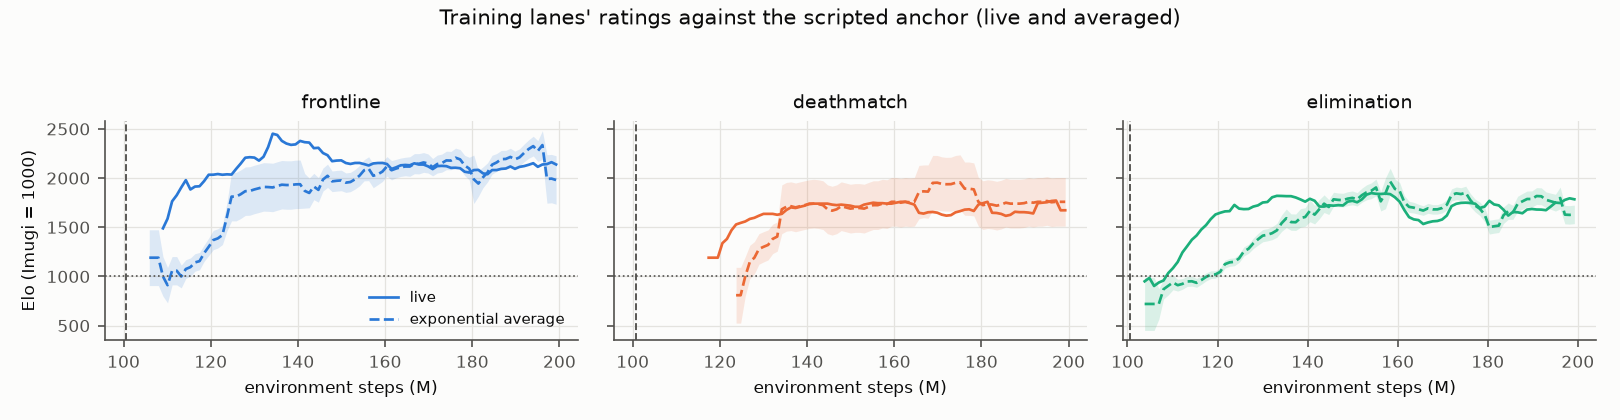 Training lanes' ratings against the scripted anchor (live and averaged)
frontline
deathmatch
elimination
Elo (Imugi = 1000)
2500
2000
1500
1000
500
live
exponential average
100 120 140 160 180 200
100 120 140 160 180 200
100 120 140 160 180 200
environment steps (M)
environment steps (M)
environment steps (M)